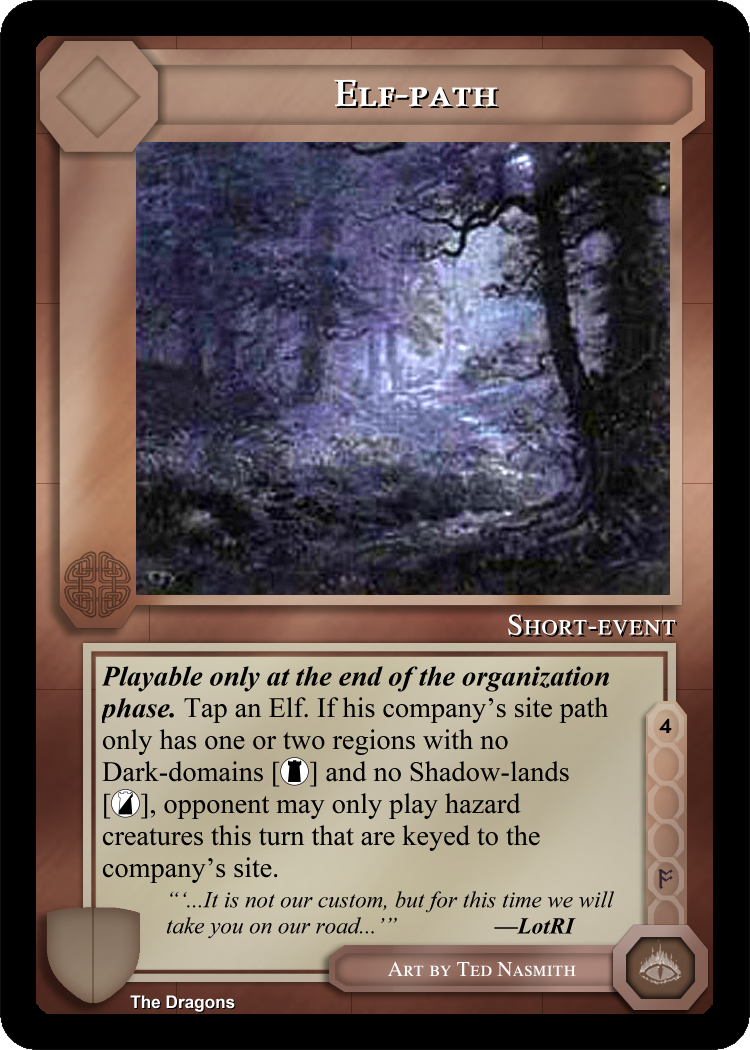 Elf-path
Short-event
Playable only at the end of the organization
phase. Tap an Elf. If his company’s site path
only has one or two regions with no
Dark-domains [] and no Shadow-lands
[], opponent may only play hazard
creatures this turn that are keyed to the
company’s site.
4
ᚩ
“‘...It is not our custom, but for this time we will
take you on our road...’” —LotRI
Art by Ted Nasmith
The Dragons